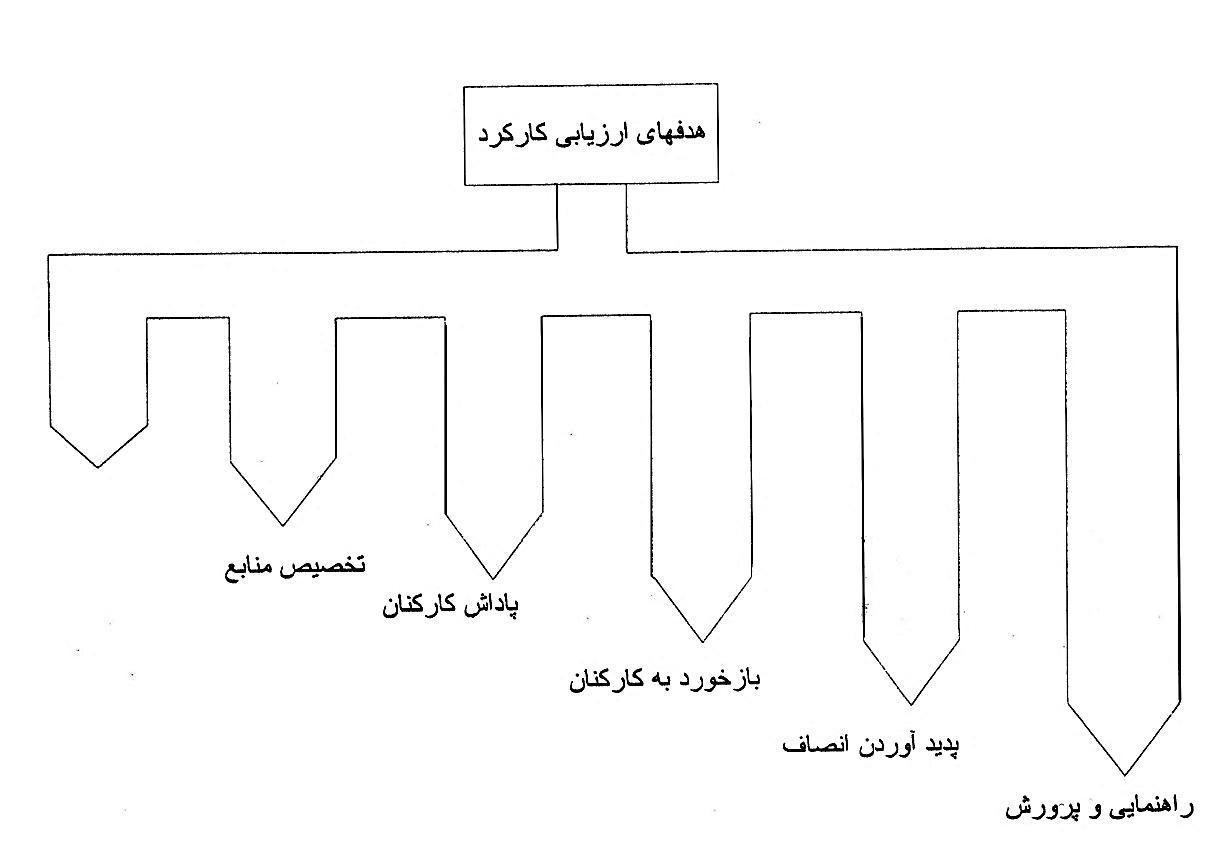 هدفهای ارزیابی کارکرد
تخصیص منابع
پاداش کارکنان
بازخورد به کارکنان
پدید آوردن انصاف
راهنمایی و پرورش